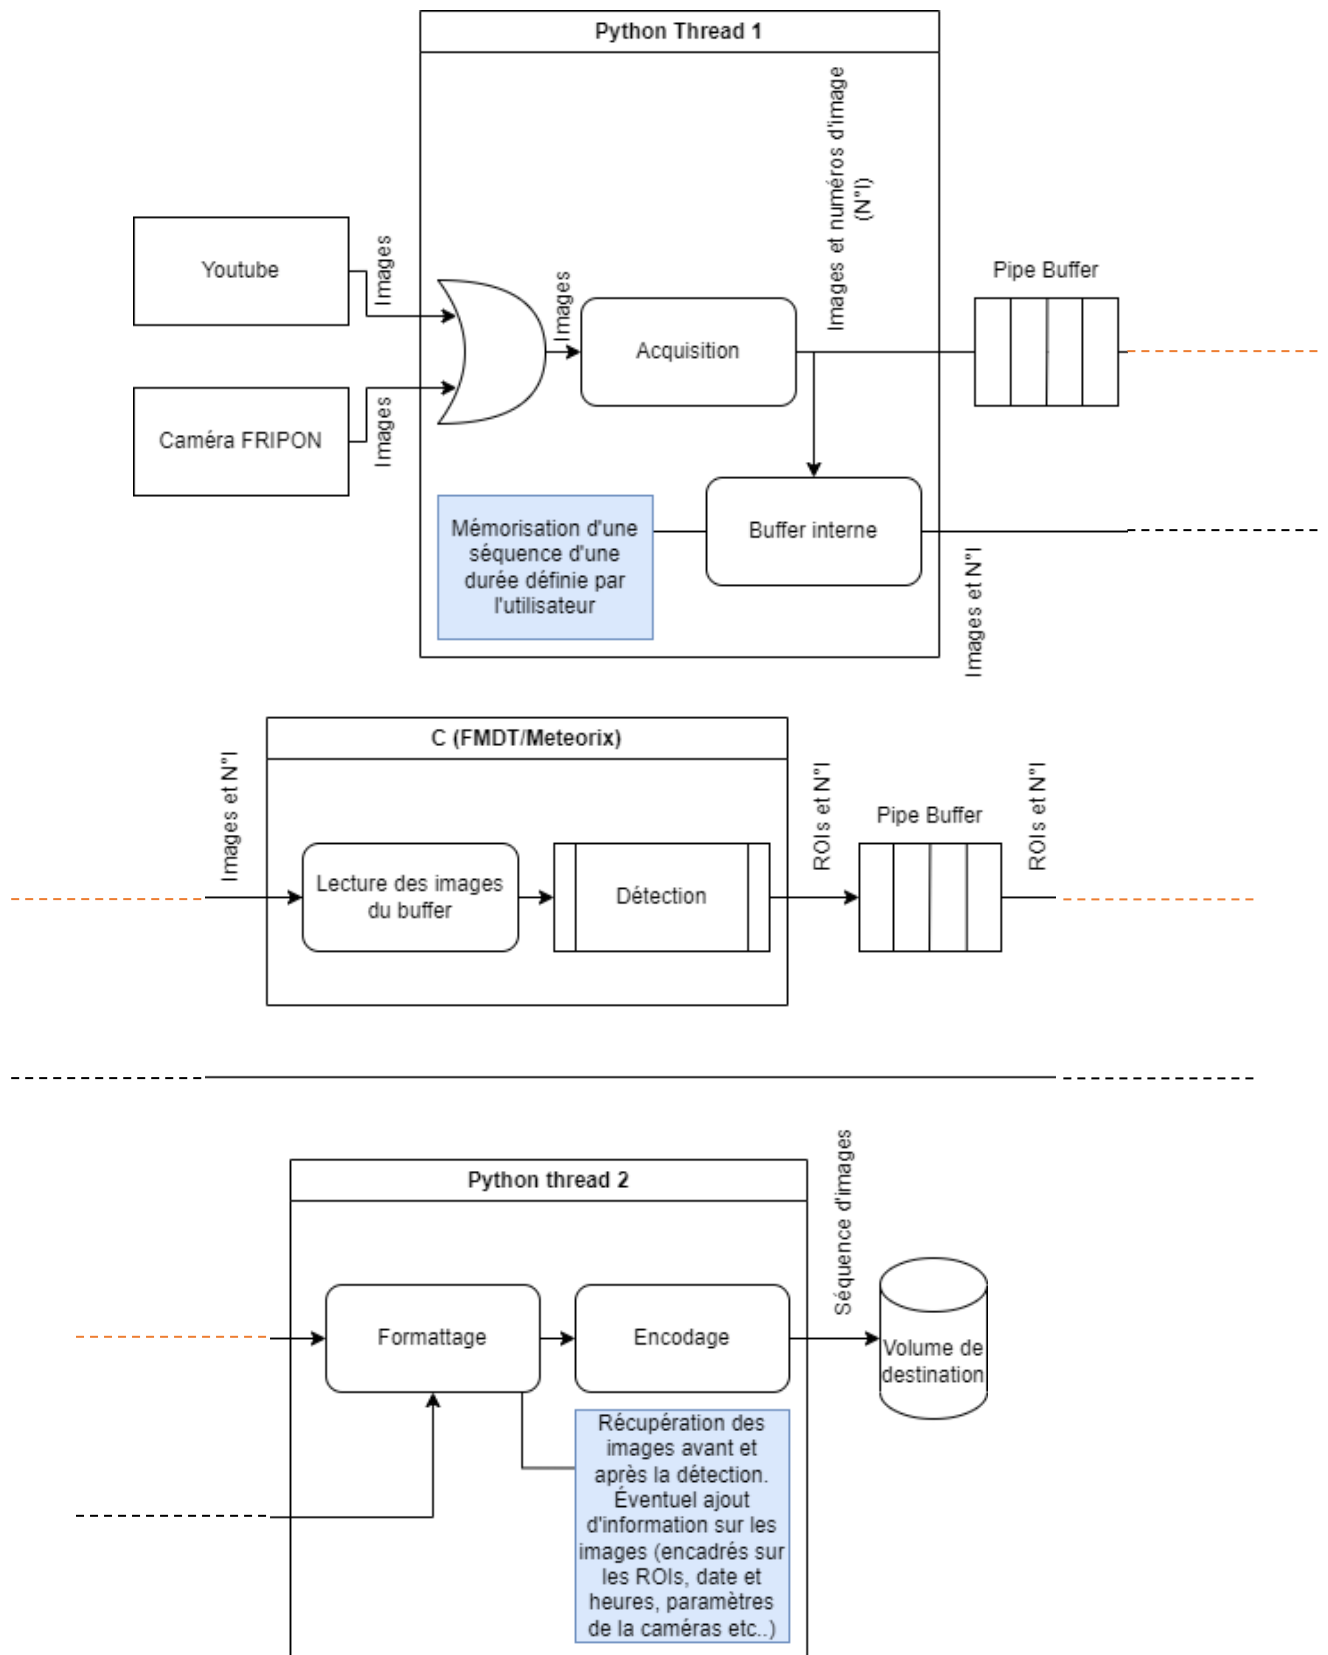 Python Thread 1
Images et numéros d'image
(N°I)
Youtube
Images
Images
Pipe Buffer
Acquisition
Caméra FRIPON
Images
Mémorisation d'une
séquence d'une
durée définie par
l'utilisateur
Buffer interne
Images et N°I
C (FMDT/Meteorix)
Images et N°I
ROIs et N°I
ROIs et N°I
Pipe Buffer
Lecture des images
du buffer
Détection
Python thread 2
Séquence d'images
Formattage
Encodage
Volume de
destination
Récupération des
images avant et
après la détection.
Éventuel ajout
d'information sur les
images (encadrés sur
les ROIs, date et
heures, paramètres
de la caméras etc..)